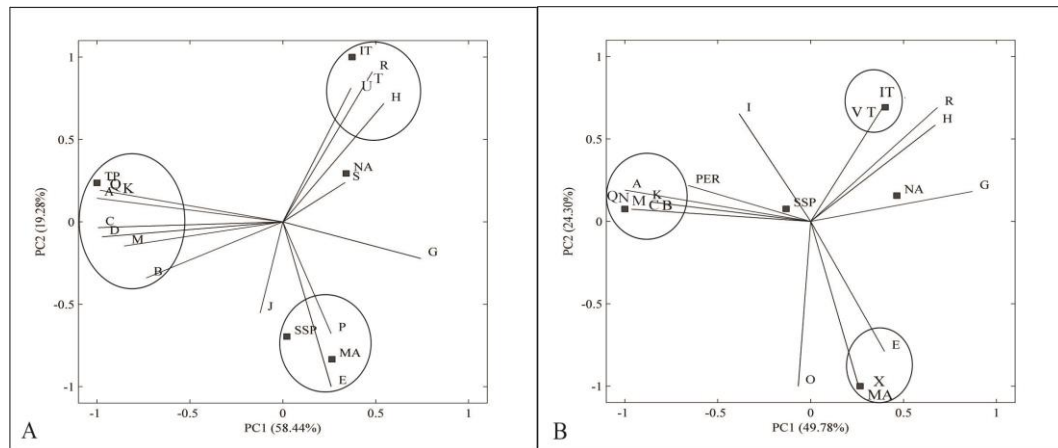 1
IT
R
U T
H
0.5
NA
TP
Q K
S
A
0
C
D
M
G
B
-0.5
J
P
SSP
MA
E
-1
-1 -0.5 0 0.5 1
PC1 (58.44%)
PC2 (19.28%)
A
1
IT
I
V T
R
H
0.5
PER
A
K
NA
G
Q N M C B
SSP
0
-0.5
E
X
O
MA
-1
-1 -0.5 0 0.5 1
PC1 (49.78%)
PC2 (24.30%)
B